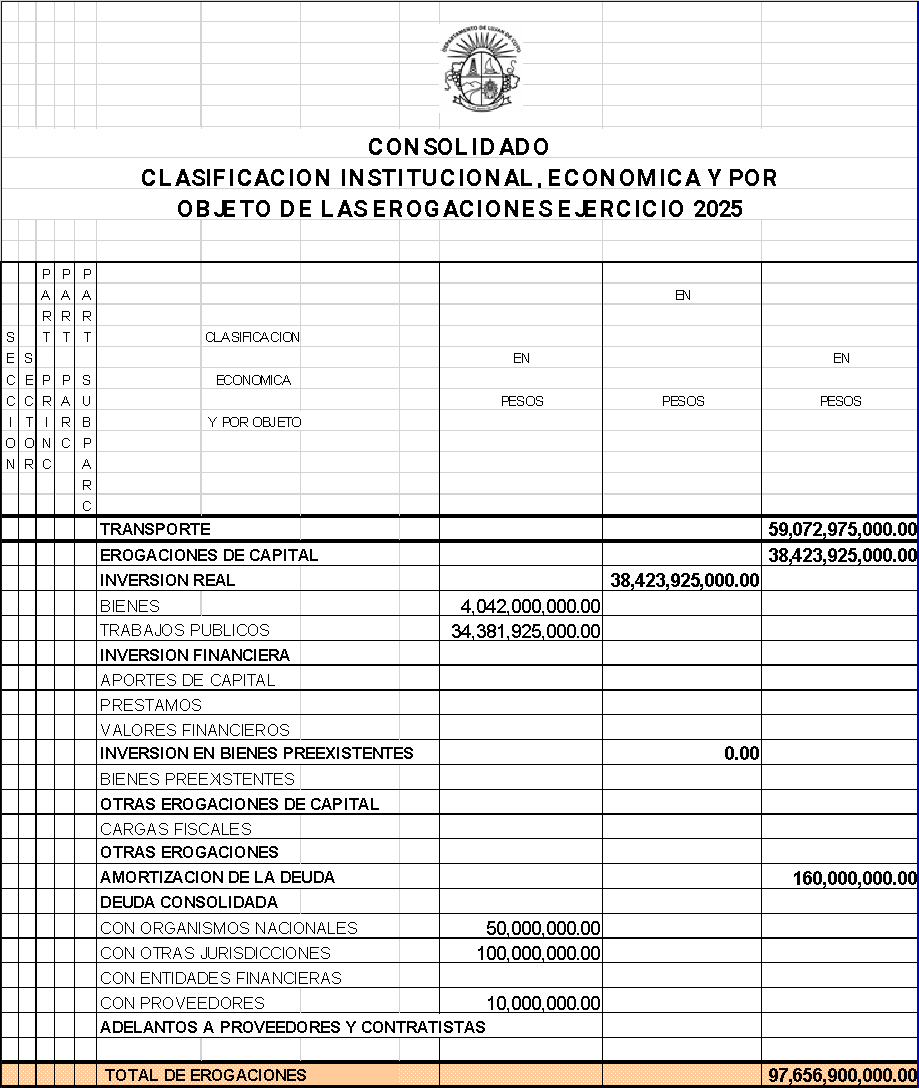 DEPARTAMENTO DE LUJAN DE CUYO
CONSOLIDADO
CLASIFICACION INSTITUCIONAL, ECONOMICA Y POR
OBJETO DE LAS EROGACIONES EJERCICIO 2025
SECCION
SECTOR
PART PRINC
PART PARC
PART SUBPARC
CLASIFICACION
ECONOMICA
Y POR OBJETO
EN
PESOS
EN
PESOS
EN
PESOS
TRANSPORTE 59,072,975,000.00
EROGACIONES DE CAPITAL 38,423,925,000.00
INVERSION REAL 38,423,925,000.00
BIENES 4,042,000,000.00
TRABAJOS PUBLICOS 34,381,925,000.00
INVERSION FINANCIERA
APORTES DE CAPITAL
PRESTAMOS
VALORES FINANCIEROS
INVERSION EN BIENES PREEXISTENTES 0.00
BIENES PREEXISTENTES
OTRAS EROGACIONES DE CAPITAL
CARGAS FISCALES
OTRAS EROGACIONES
AMORTIZACION DE LA DEUDA 160,000,000.00
DEUDA CONSOLIDADA
CON ORGANISMOS NACIONALES 50,000,000.00
CON OTRAS JURISDICCIONES 100,000,000.00
CON ENTIDADES FINANCIERAS
CON PROVEEDORES 10,000,000.00
ADELANTOS A PROVEEDORES Y CONTRATISTAS
TOTAL DE EROGACIONES 97,656,900,000.00